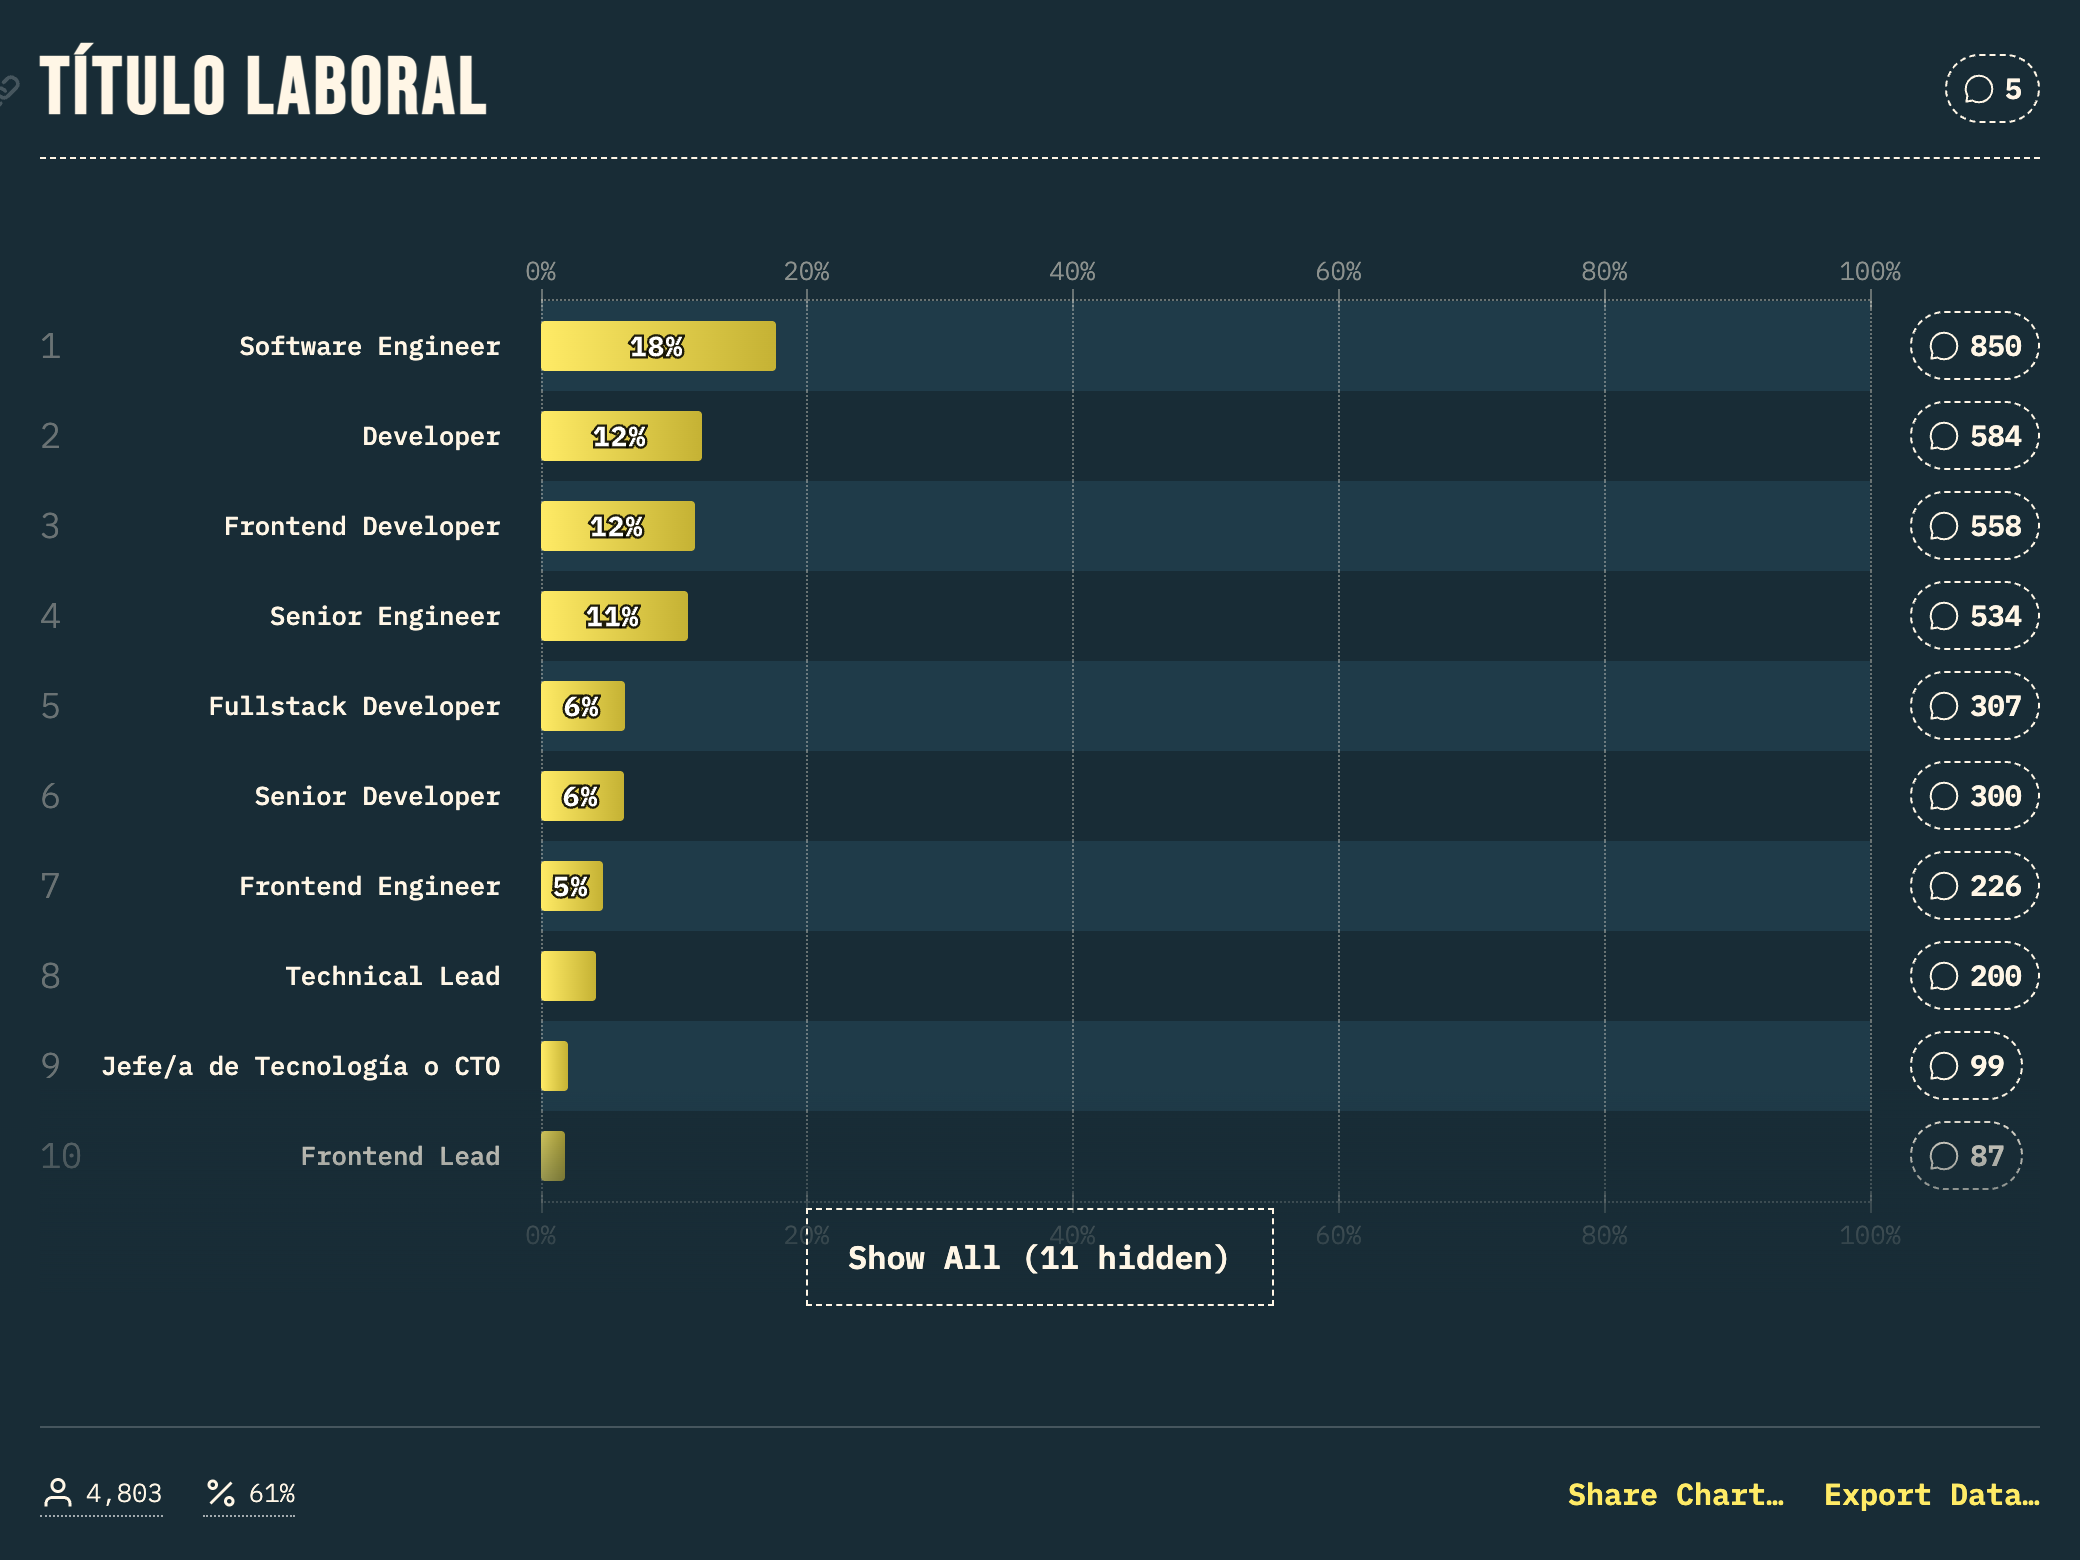 TÍTULO LABORAL
5
0% 20% 40% 60% 80% 100%
1 Software Engineer 18% 850
2 Developer 12% 584
3 Frontend Developer 12% 558
4 Senior Engineer 11% 534
5 Fullstack Developer 6% 307
6 Senior Developer 6% 300
7 Frontend Engineer 5% 226
8 Technical Lead 200
9 Jefe/a de Tecnología o CTO 99
10 Frontend Lead 87
0% 20% 40% 60% 80% 100%
Show All (11 hidden)
4,803 61% Share Chart… Export Data…